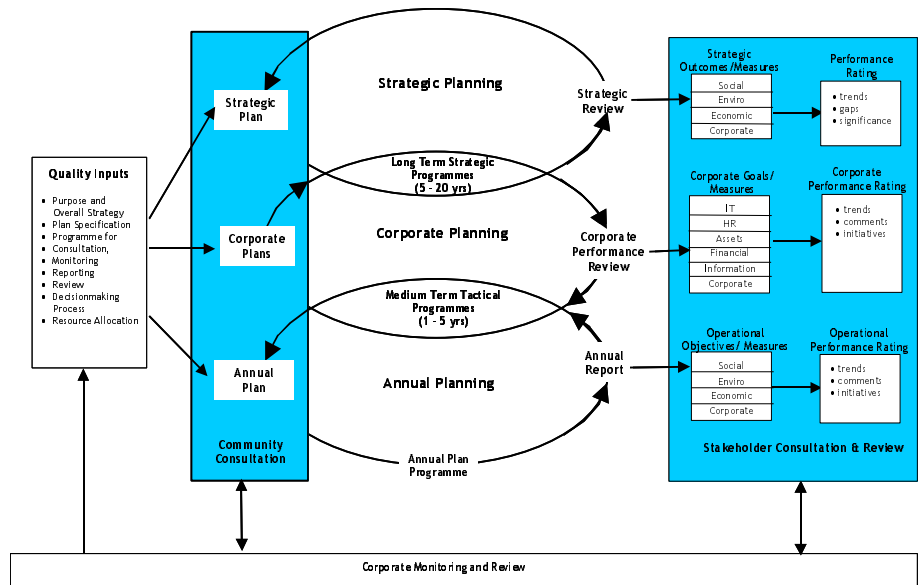 Quality Inputs
• Purpose and
Overall Strategy
• Plan Specification
• Programme for
• Consultation,
• Monitoring
• Reporting
• Review
• Decisionmaking
Process
• Resource Allocation
Strategic
Plan
Corporate
Plans
Annual
Plan
Community
Consultation
Strategic Planning
Long Term Strategic
Programmes
(5 - 20 yrs)
Corporate Planning
Medium Term Tactical
Programmes
(1 - 5 yrs)
Annual Planning
Annual Plan
Programme
Strategic
Review
Corporate
Performance
Review
Annual
Report
Strategic
Outcomes/Measures
Social
Enviro
Economic
Corporate
Performance
Rating
• trends
• gaps
• significance
Corporate Goals/
Measures
IT
HR
Assets
Financial
Information
Corporate
Corporate
Performance Rating
• trends
• comments
• initiatives
Operational
Objectives/ Measures
Social
Enviro
Economic
Corporate
Operational
Performance Rating
• trends
• comments
• initiatives
Stakeholder Consultation & Review
Corporate Monitoring and Review